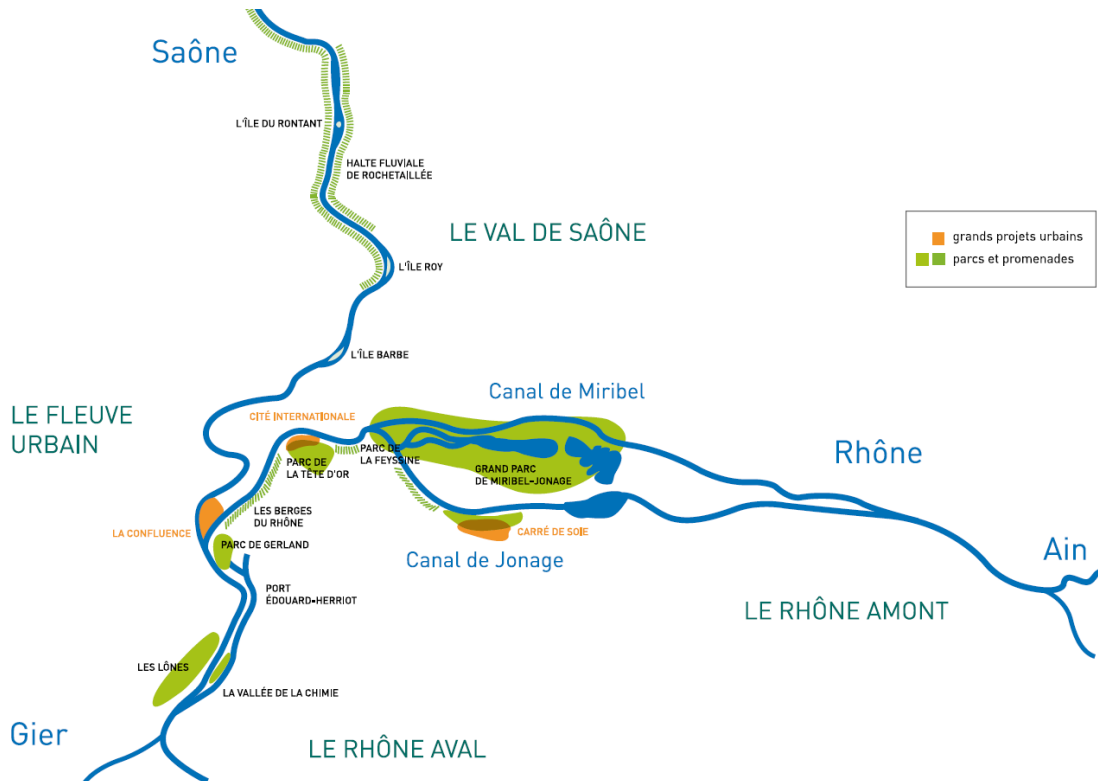 Saône
L'ÎLE DU RONTANT
HALTE FLUVIALE
DE ROCHETAILLÉE
LE VAL DE SAÔNE
grands projets urbains
parcs et promenades
L'ÎLE ROY
L'ÎLE BARBE
Canal de Miribel
LE FLEUVE
URBAIN
CITÉ INTERNATIONALE
Rhône
PARC DE
LA TÊTE D'OR
PARC DE
LA FEYSSINE
GRAND PARC
DE MIRIBEL-JONAGE
LES BERGES
DU RHÔNE
LA CONFLUENCE
CARRÉ DE SOIE
PARC DE GERLAND
Canal de Jonage
Ain
PORT
ÉDOUARD-HERRIOT
LE RHÔNE AMONT
LES LÔNES
LA VALLÉE DE LA CHIMIE
Gier
LE RHÔNE AVAL